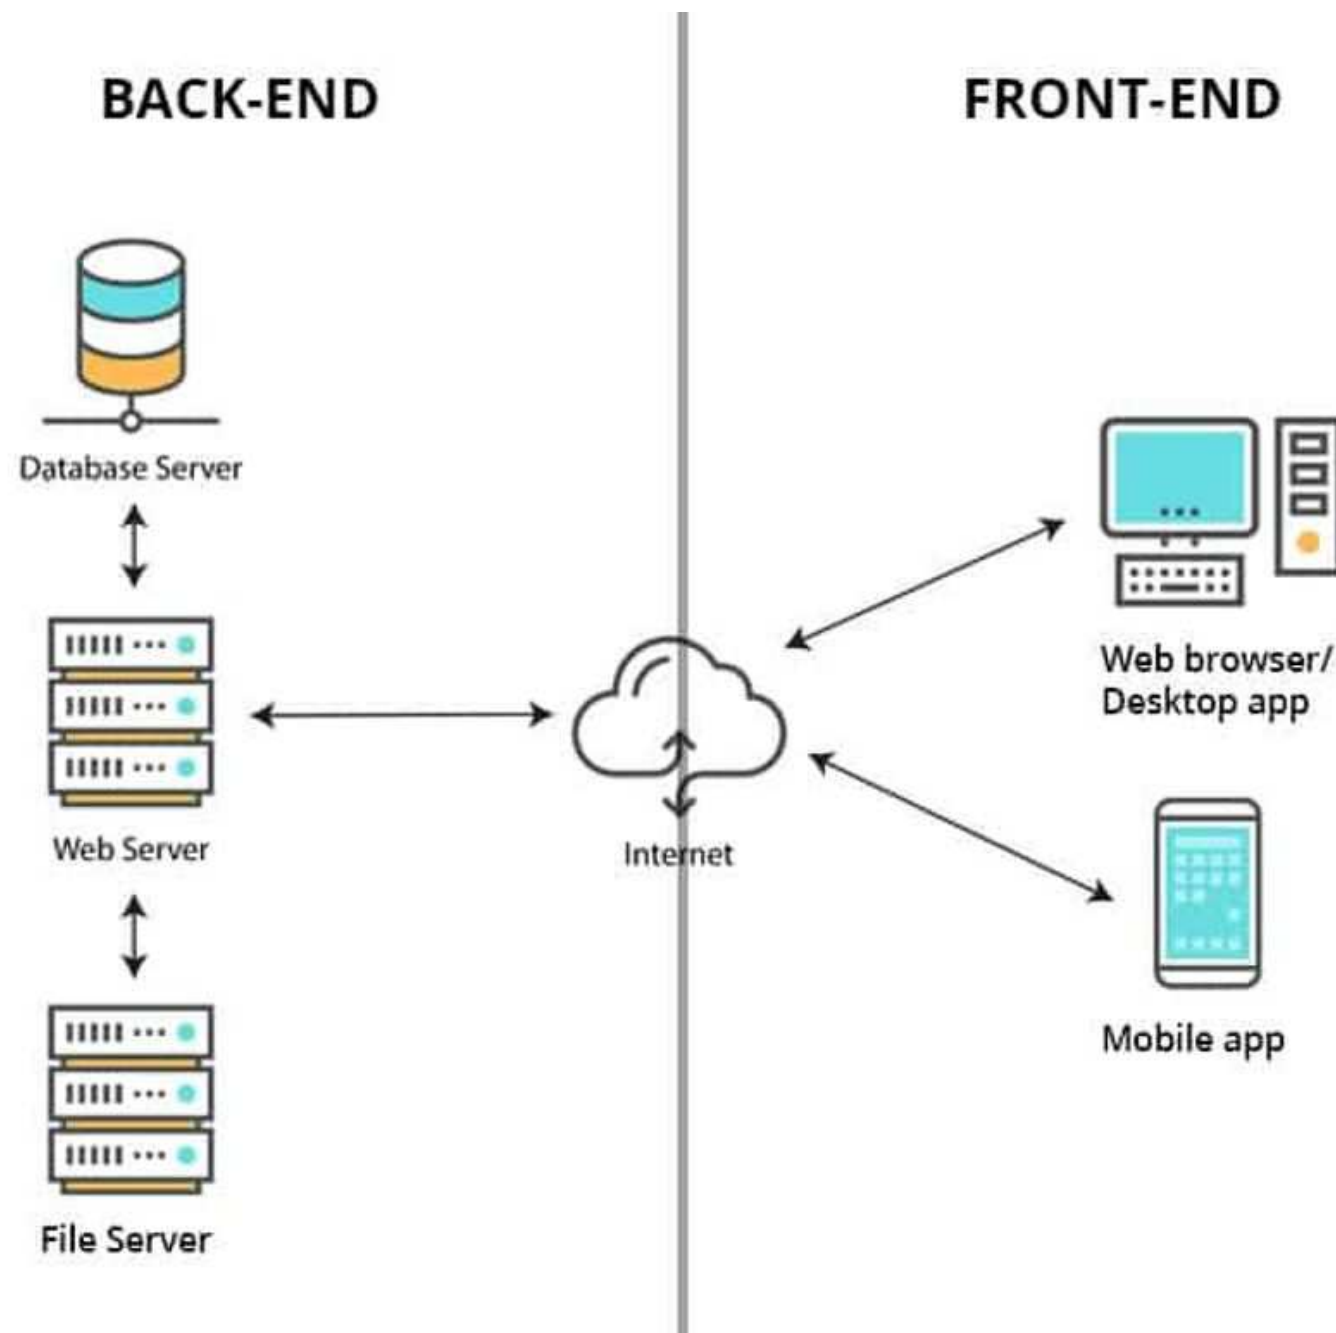 BACK-END
FRONT-END
Database Server
Web Server
File Server
Internet
Web browser/
Desktop app
Mobile app